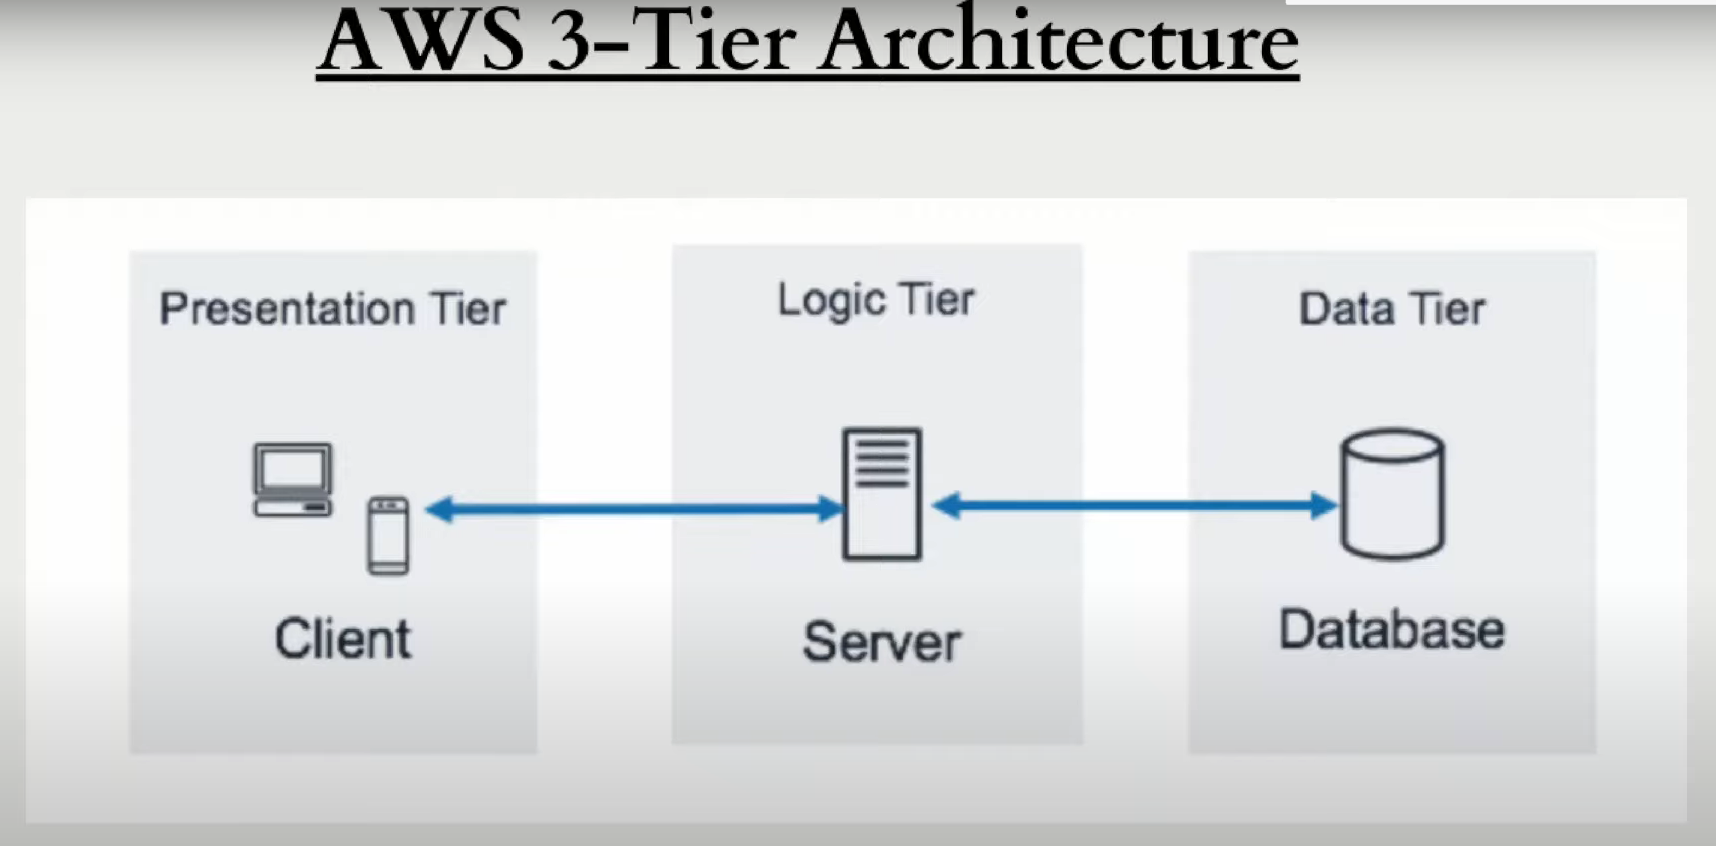 AWS 3-Tier Architecture
Presentation Tier
Logic Tier
Data Tier
Client
Server
Database